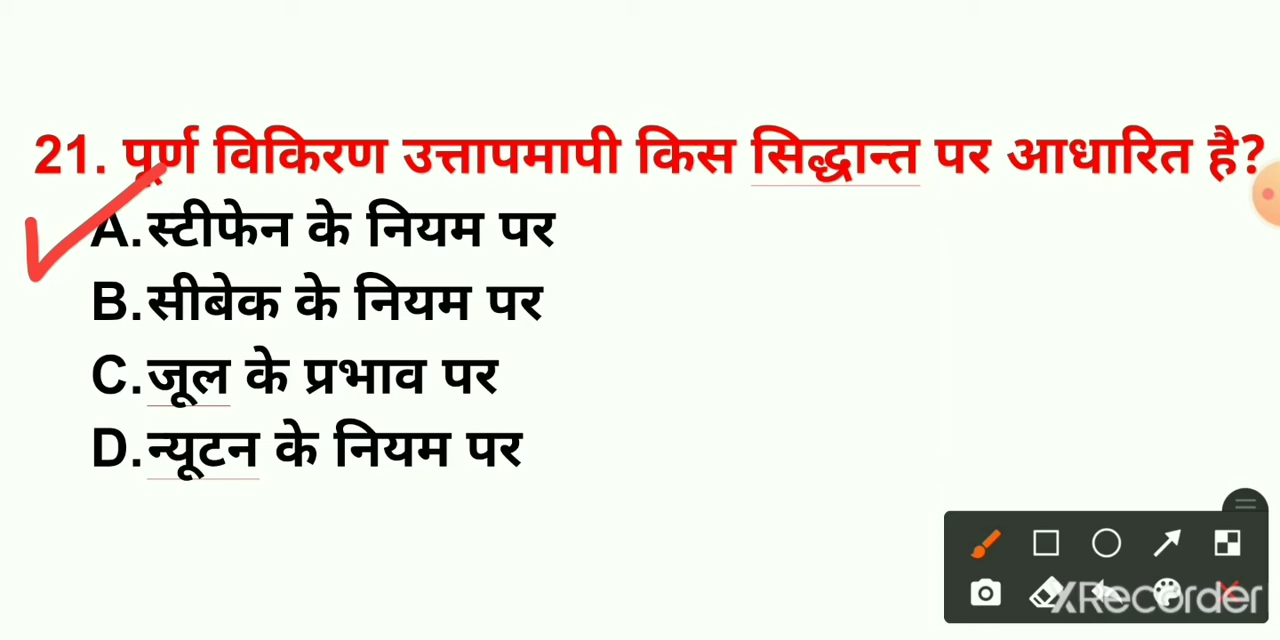 21. पूर्ण विकिरण उत्तापमापी किस सिद्धान्त पर आधारित है?
A.स्टीफेन के नियम पर
B.सीबेक के नियम पर
C.जूल के प्रभाव पर
D.न्यूटन के नियम पर
XRecorder